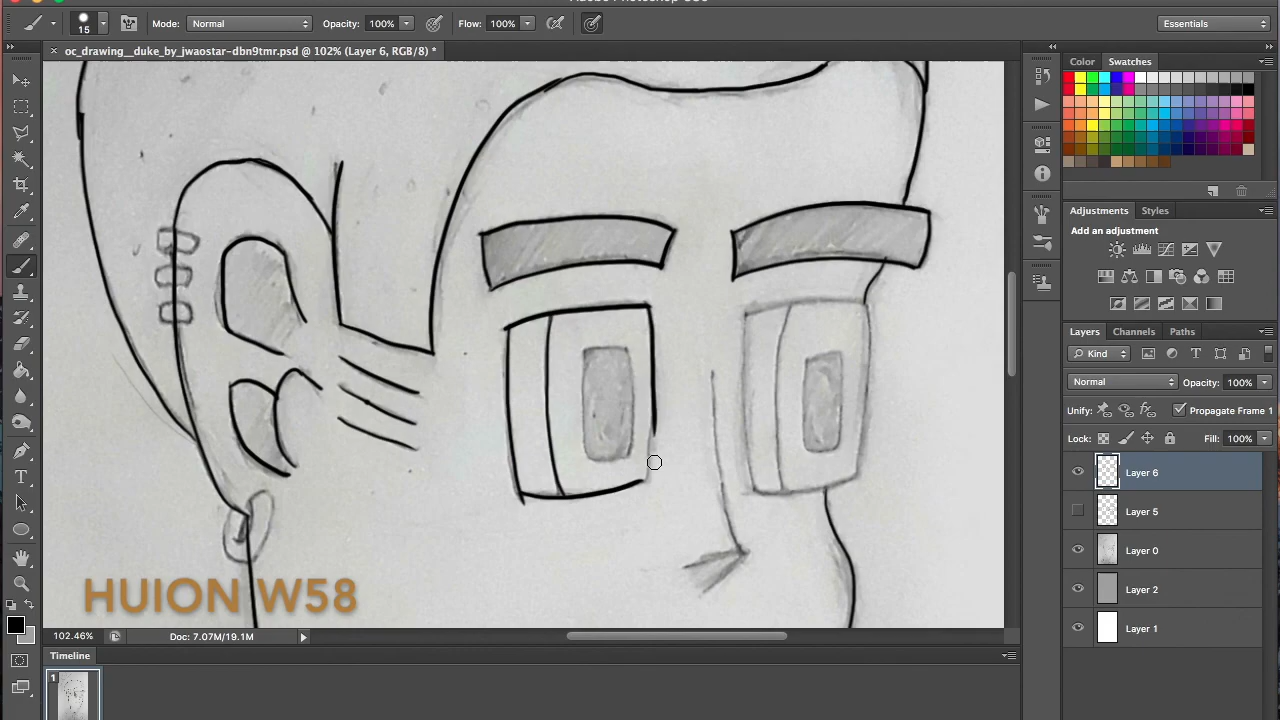 15
Mode: Normal
Opacity: 100%
Flow: 100%
Essentials
oc_drawing__duke_by_jwaostar-dbn9tmr.psd @ 102% (Layer 6, RGB/8) *
Color
Swatches
Adjustments
Styles
Add an adjustment
Layers
Channels
Paths
Kind
Normal
Opacity: 100%
Unify:
Propagate Frame 1
Lock:
Fill: 100%
Layer 6
Layer 5
Layer 0
Layer 2
Layer 1
HUION W58
102.46%
Doc: 7.07M/19.1M
Timeline
1